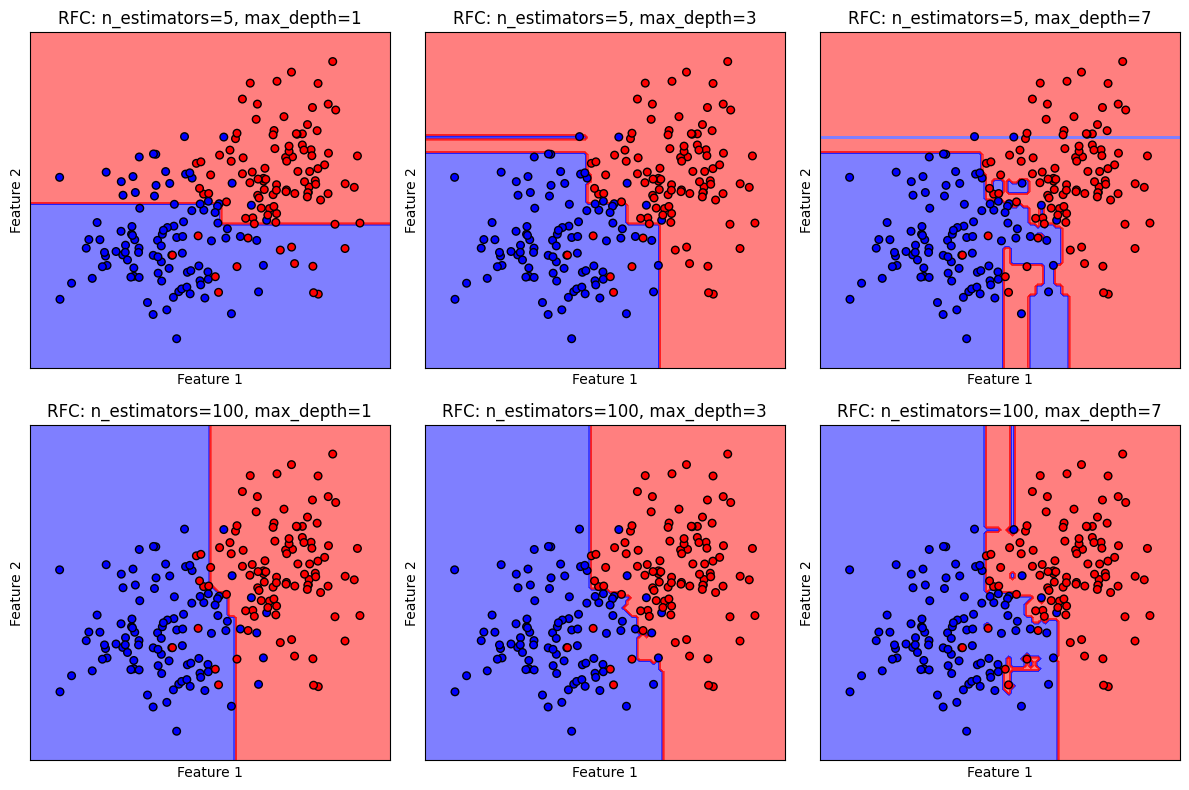 RFC: n_estimators=5, max_depth=1
RFC: n_estimators=5, max_depth=3
RFC: n_estimators=5, max_depth=7
Feature 2
Feature 2
Feature 2
Feature 1
Feature 1
Feature 1
RFC: n_estimators=100, max_depth=1
RFC: n_estimators=100, max_depth=3
RFC: n_estimators=100, max_depth=7
Feature 2
Feature 2
Feature 2
Feature 1
Feature 1
Feature 1